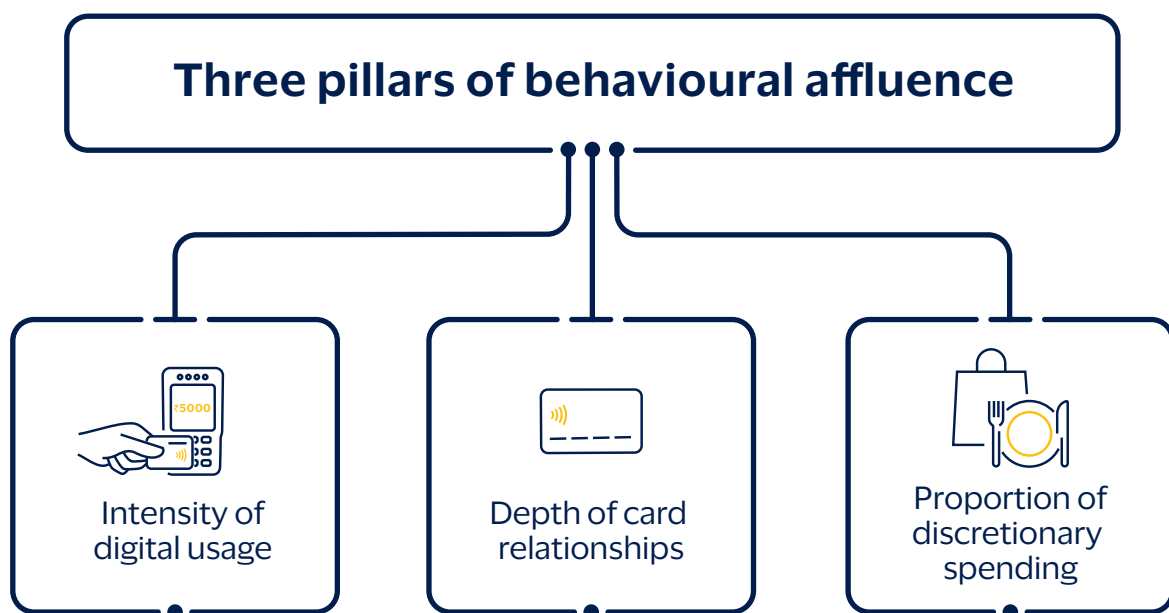 Three pillars of behavioural affluence
₹5000
Intensity of
digital usage
Depth of card
relationships
Proportion of
discretionary
spending